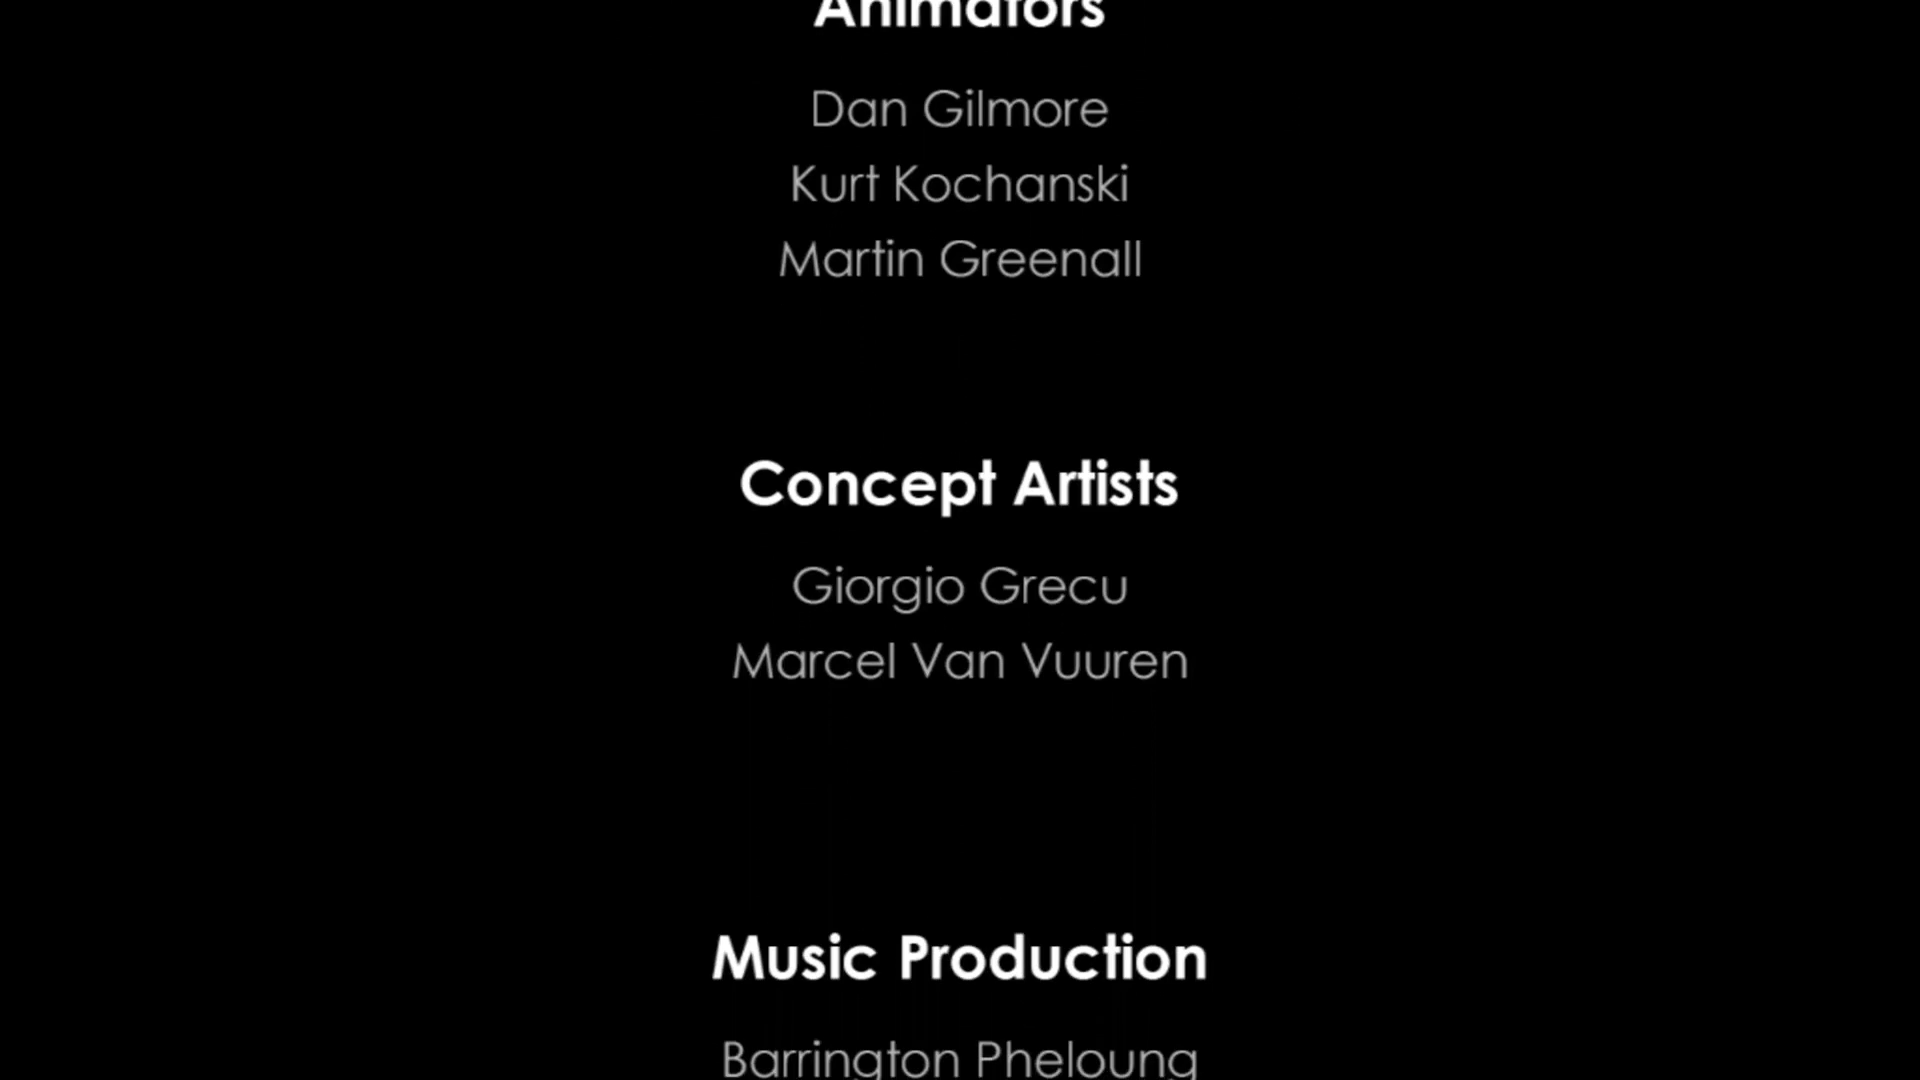 Animators
Dan Gilmore
Kurt Kochanski
Martin Greenall
Concept Artists
Giorgio Grecu
Marcel Van Vuuren
Music Production
Barrington Pheloung